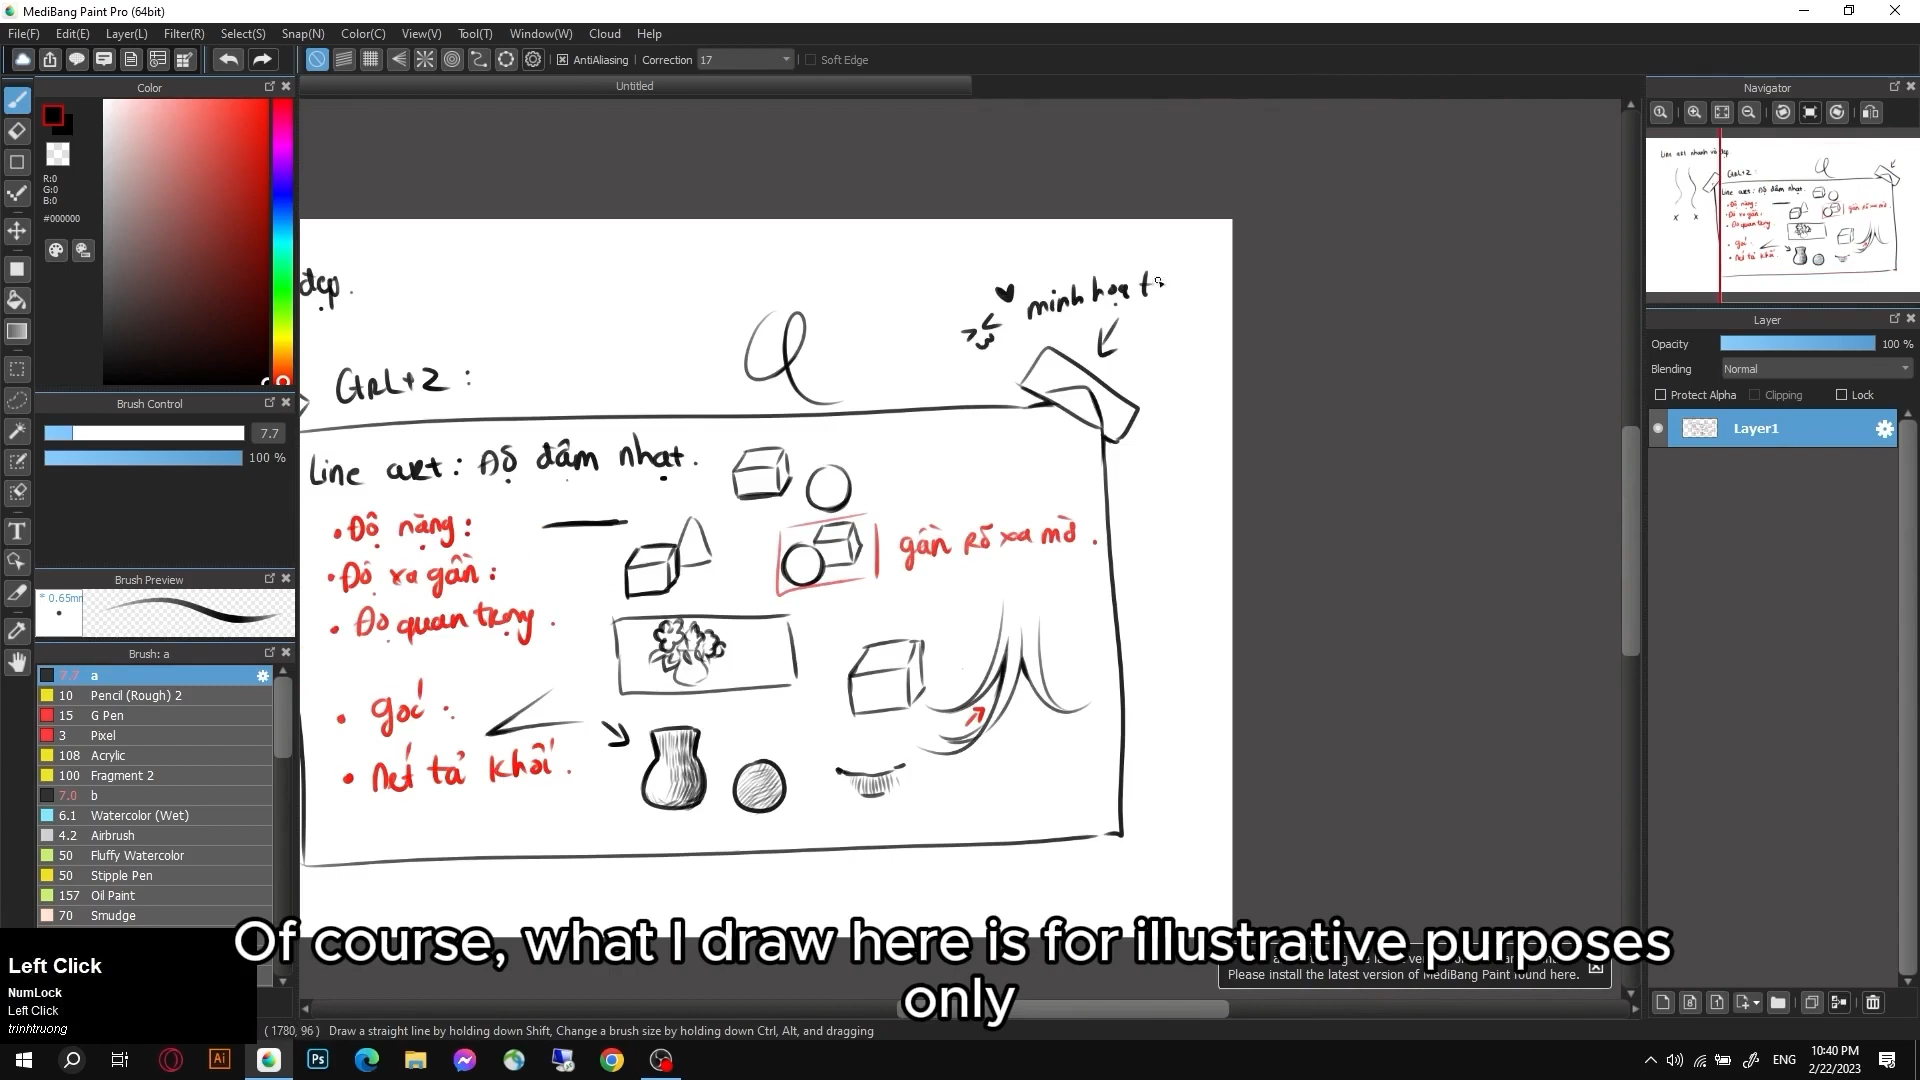 MediBang Paint Pro (64bit)
File(F) Edit(E) Layer(L) Filter(R) Select(S) Snap(N) Color(C) View(V) Tool(T) Window(W) Cloud Help
AntiAliasing Correction 17 Soft Edge
Color
Untitled
Navigator
R:0
G:0
B:0
#000000
Brush Control
7.7
100 %
Brush Preview
* 0.65mm
Brush: a
7.7 a
10 Pencil (Rough) 2
15 G Pen
3 Pixel
108 Acrylic
100 Fragment 2
7.0 b
6.1 Watercolor (Wet)
4.2 Airbrush
50 Fluffy Watercolor
50 Stipple Pen
157 Oil Paint
70 Smudge
đẹp.
minh họa t
CtRL+Z :
Line art : Độ đậm nhạt.
• Độ nặng :
• Độ xa gần :
• Độ quan trọng.
gần rõ xa mờ.
• góc :
• Nét tả khối.
Layer
Opacity 100 %
Blending Normal
Protect Alpha Clipping Lock
Layer1
Of course, what I draw here is for illustrative purposes
only
Please install the latest version of MediBang Paint found here.
Left Click
NumLock
Left Click
trinhtruong
( 1780, 96 ) Draw a straight line by holding down Shift, Change a brush size by holding down Ctrl, Alt, and dragging
ENG
10:40 PM
2/22/2023